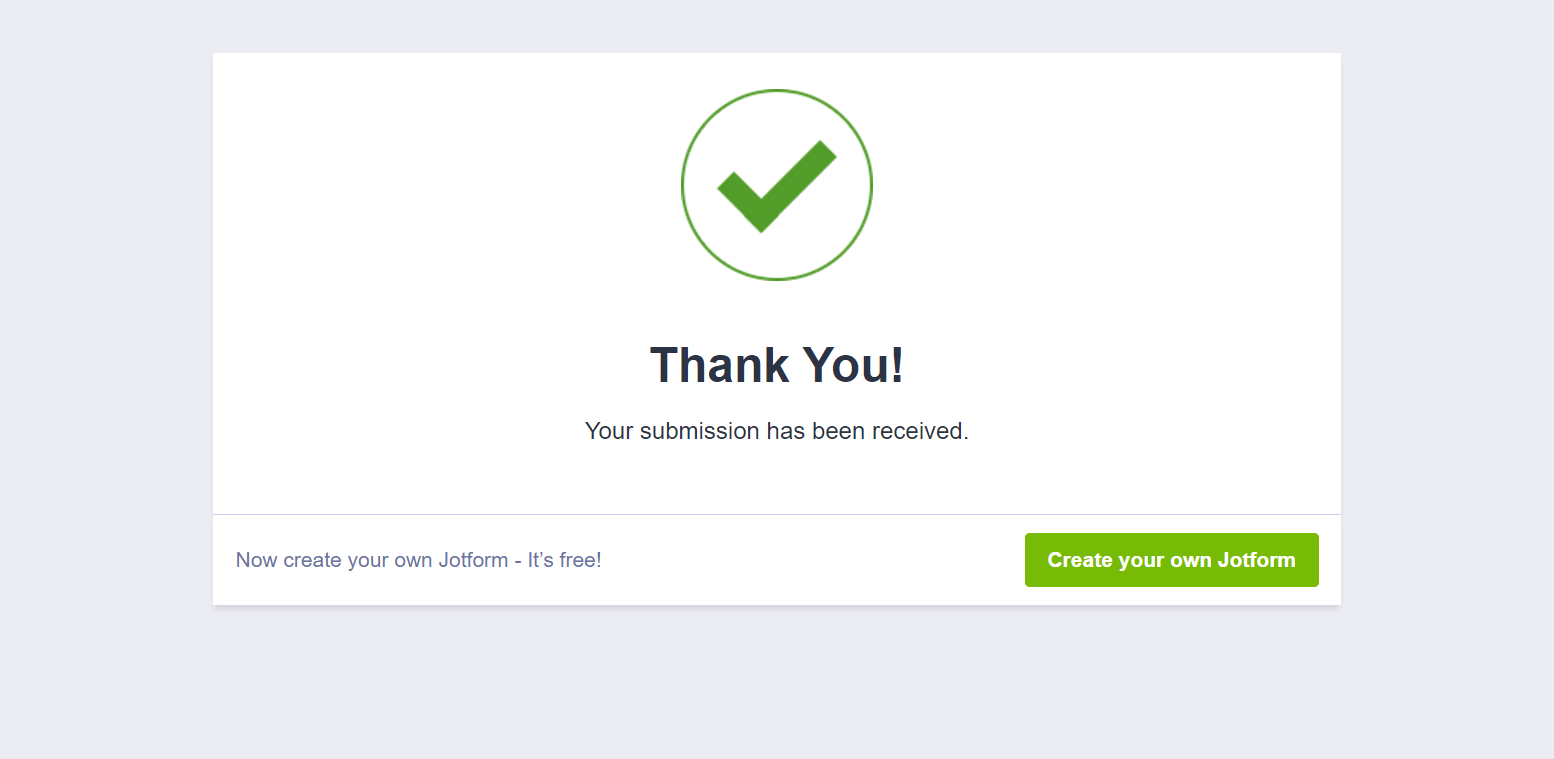 Thank You!
Your submission has been received.
Now create your own Jotform - It’s free!
Create your own Jotform